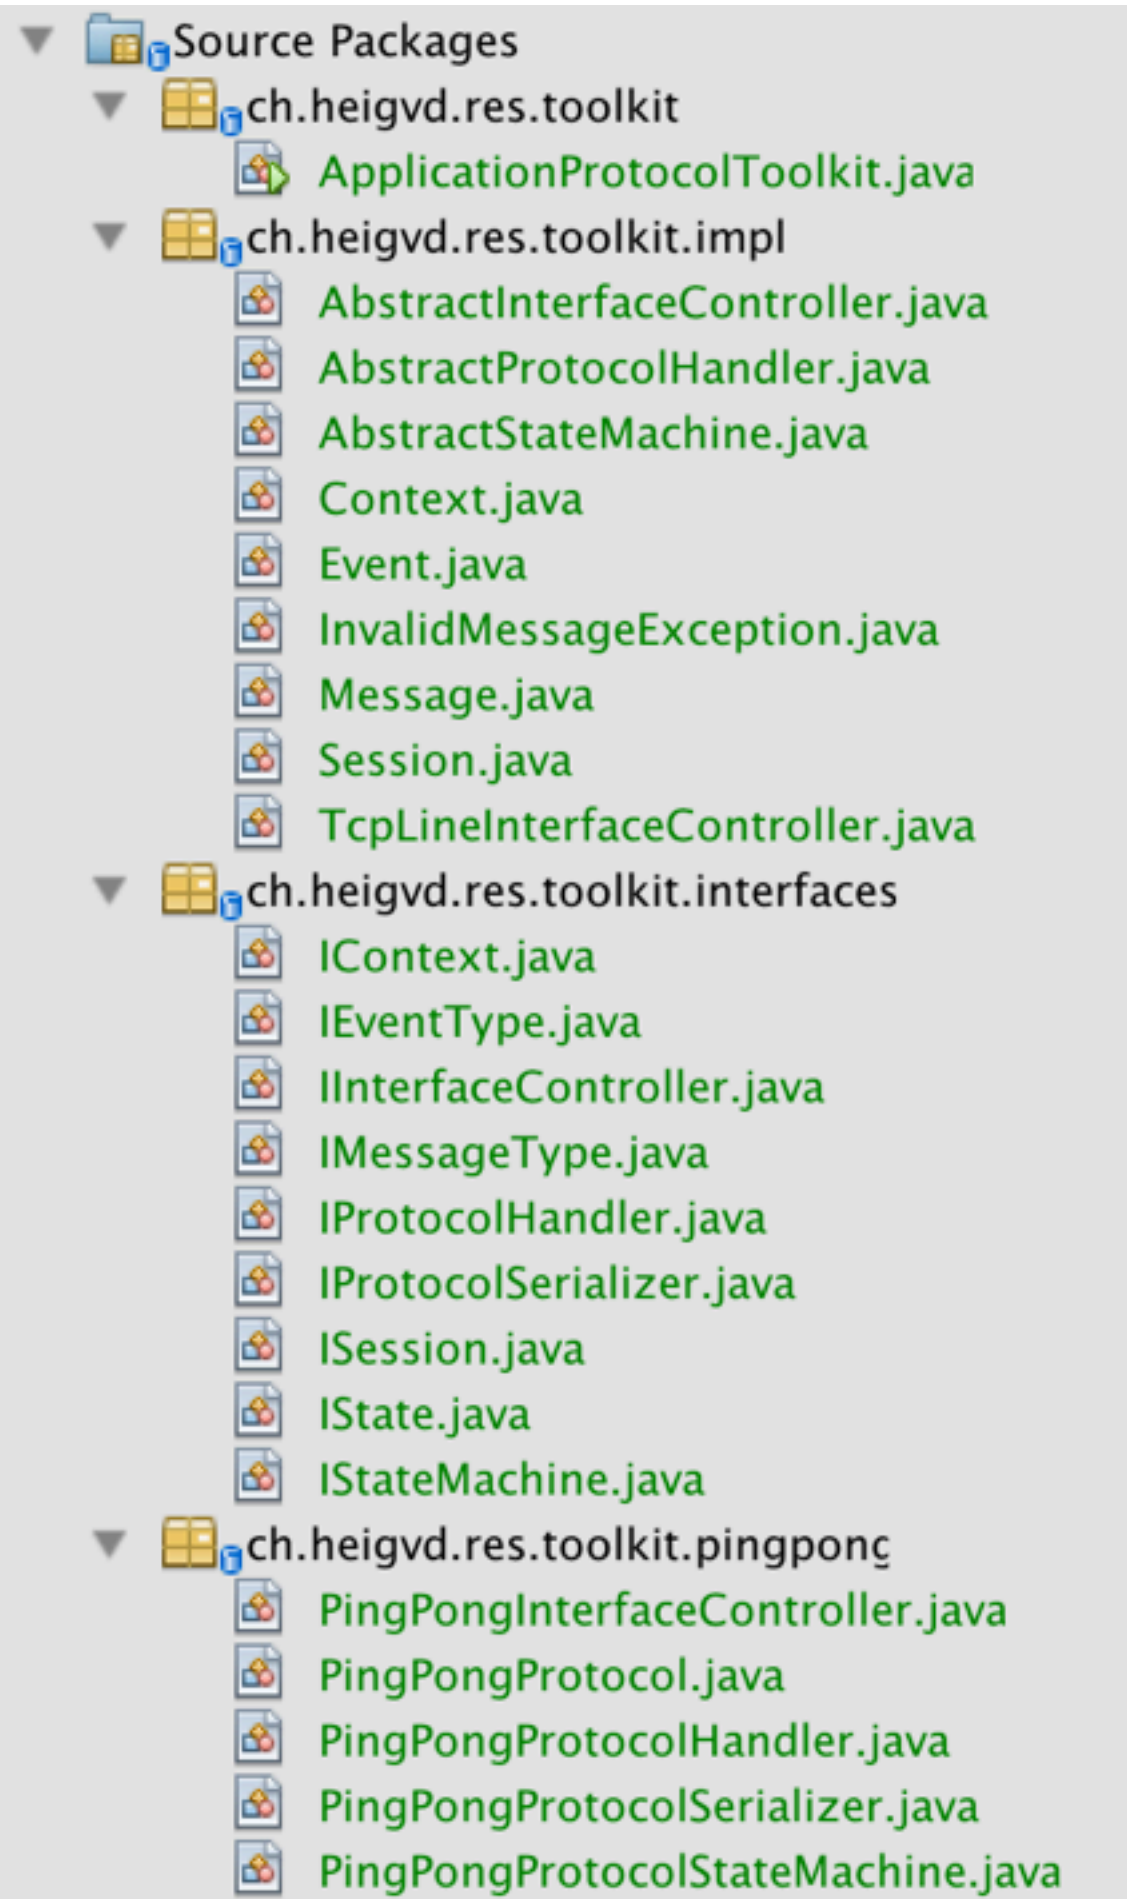 Source Packages
ch.heigvd.res.toolkit
ApplicationProtocolToolkit.java
ch.heigvd.res.toolkit.impl
AbstractInterfaceController.java
AbstractProtocolHandler.java
AbstractStateMachine.java
Context.java
Event.java
InvalidMessageException.java
Message.java
Session.java
TcpLineInterfaceController.java
ch.heigvd.res.toolkit.interfaces
IContext.java
IEventType.java
IInterfaceController.java
IMessageType.java
IProtocolHandler.java
IProtocolSerializer.java
ISession.java
IState.java
IStateMachine.java
ch.heigvd.res.toolkit.pingpong
PingPongInterfaceController.java
PingPongProtocol.java
PingPongProtocolHandler.java
PingPongProtocolSerializer.java
PingPongProtocolStateMachine.java